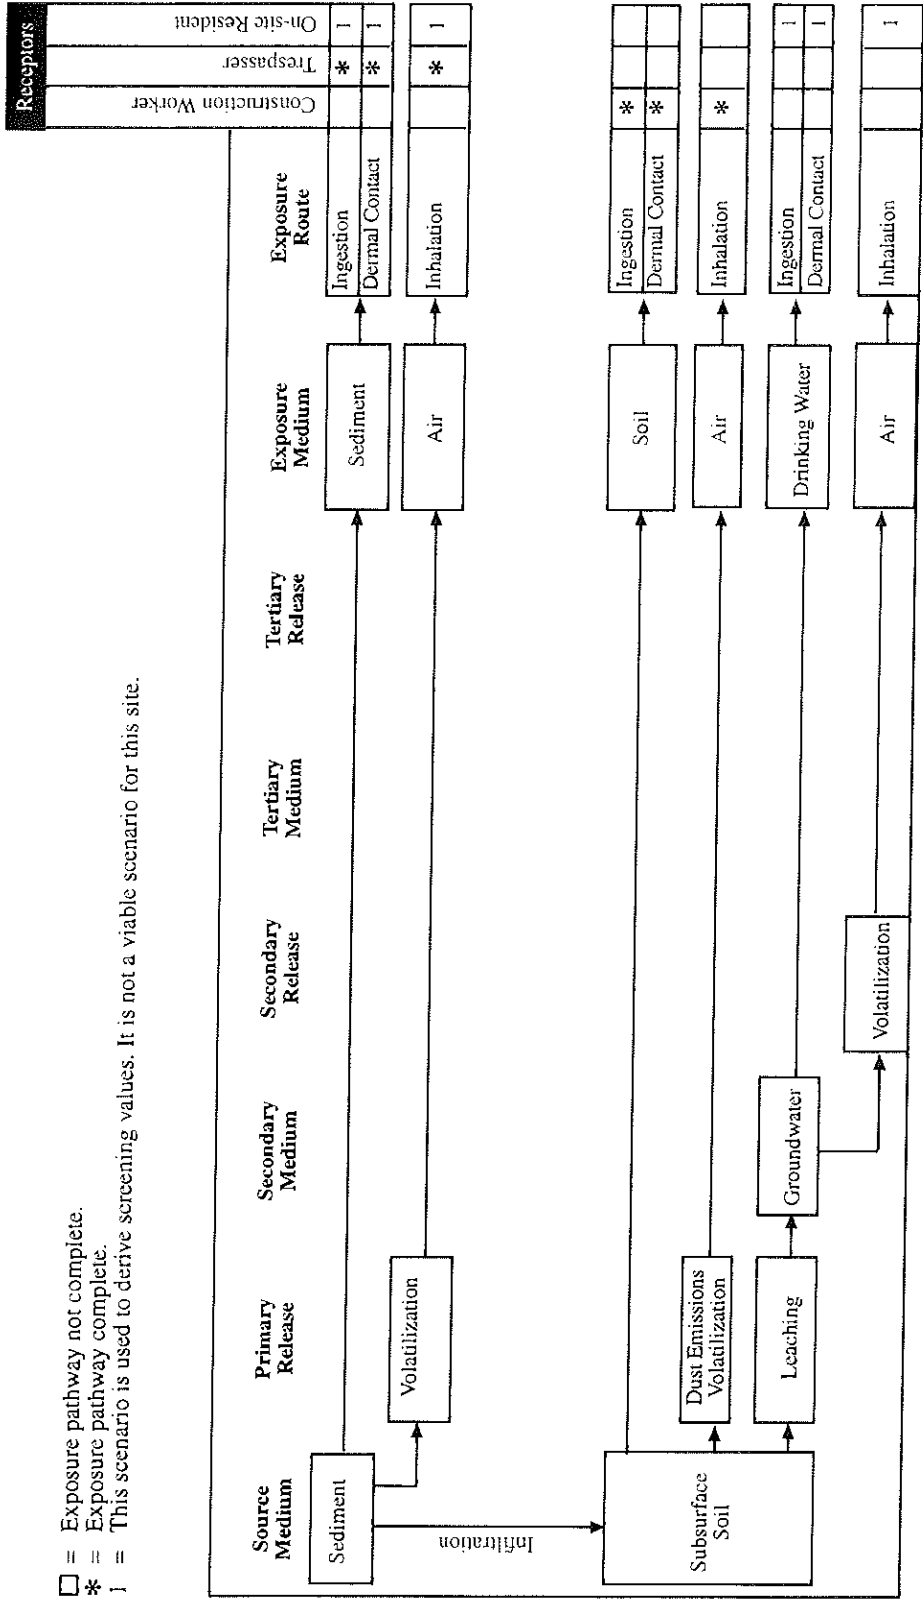 □ = Exposure pathway not complete.
* = Exposure pathway complete.
1 = This scenario is used to derive screening values. It is not a viable scenario for this site.
Receptors
Construction Worker
Trespasser
On-site Resident
Source
Medium
Primary
Release
Secondary
Medium
Secondary
Release
Tertiary
Medium
Tertiary
Release
Exposure
Medium
Exposure
Route
Sediment
Sediment
Ingestion * 1
Dermal Contact * 1
Volatilization
Air
Inhalation * 1
Infiltration
Subsurface
Soil
Soil
Ingestion *
Dermal Contact *
Dust Emissions
Volatilization
Air
Inhalation *
Leaching
Groundwater
Drinking Water
Ingestion 1
Dermal Contact 1
Volatilization
Air
Inhalation 1